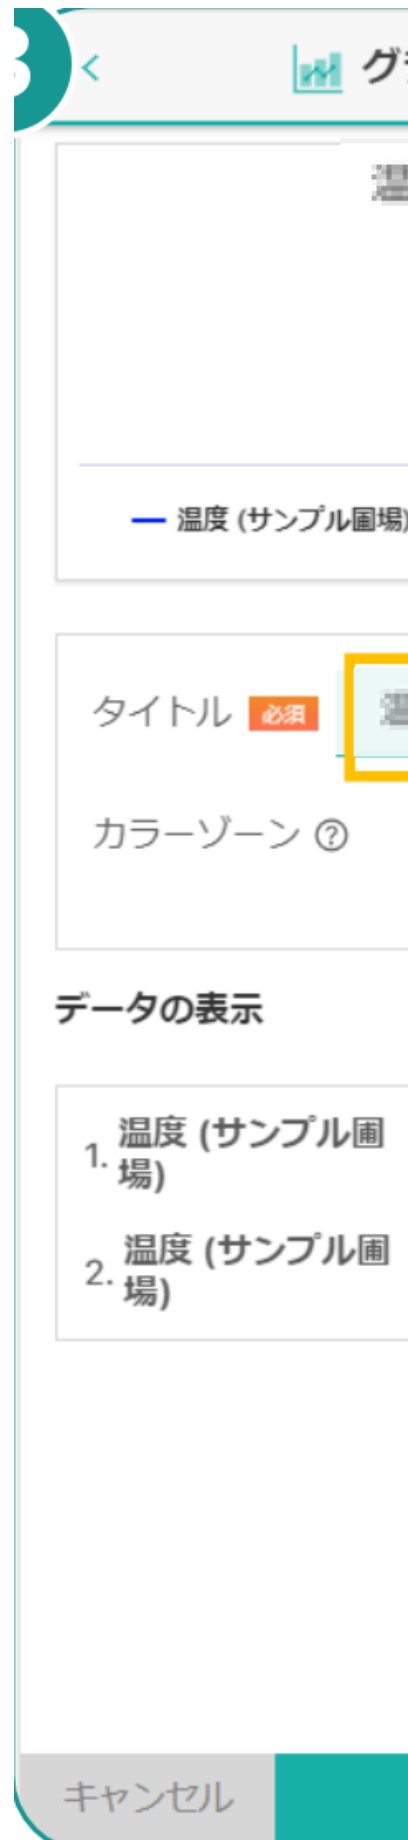 グ
— 温度 (サンプル圃場)
タイトル 必須
カラーゾーン ?
データの表示
1. 温度 (サンプル圃
場)
2. 温度 (サンプル圃
場)
キャンセル